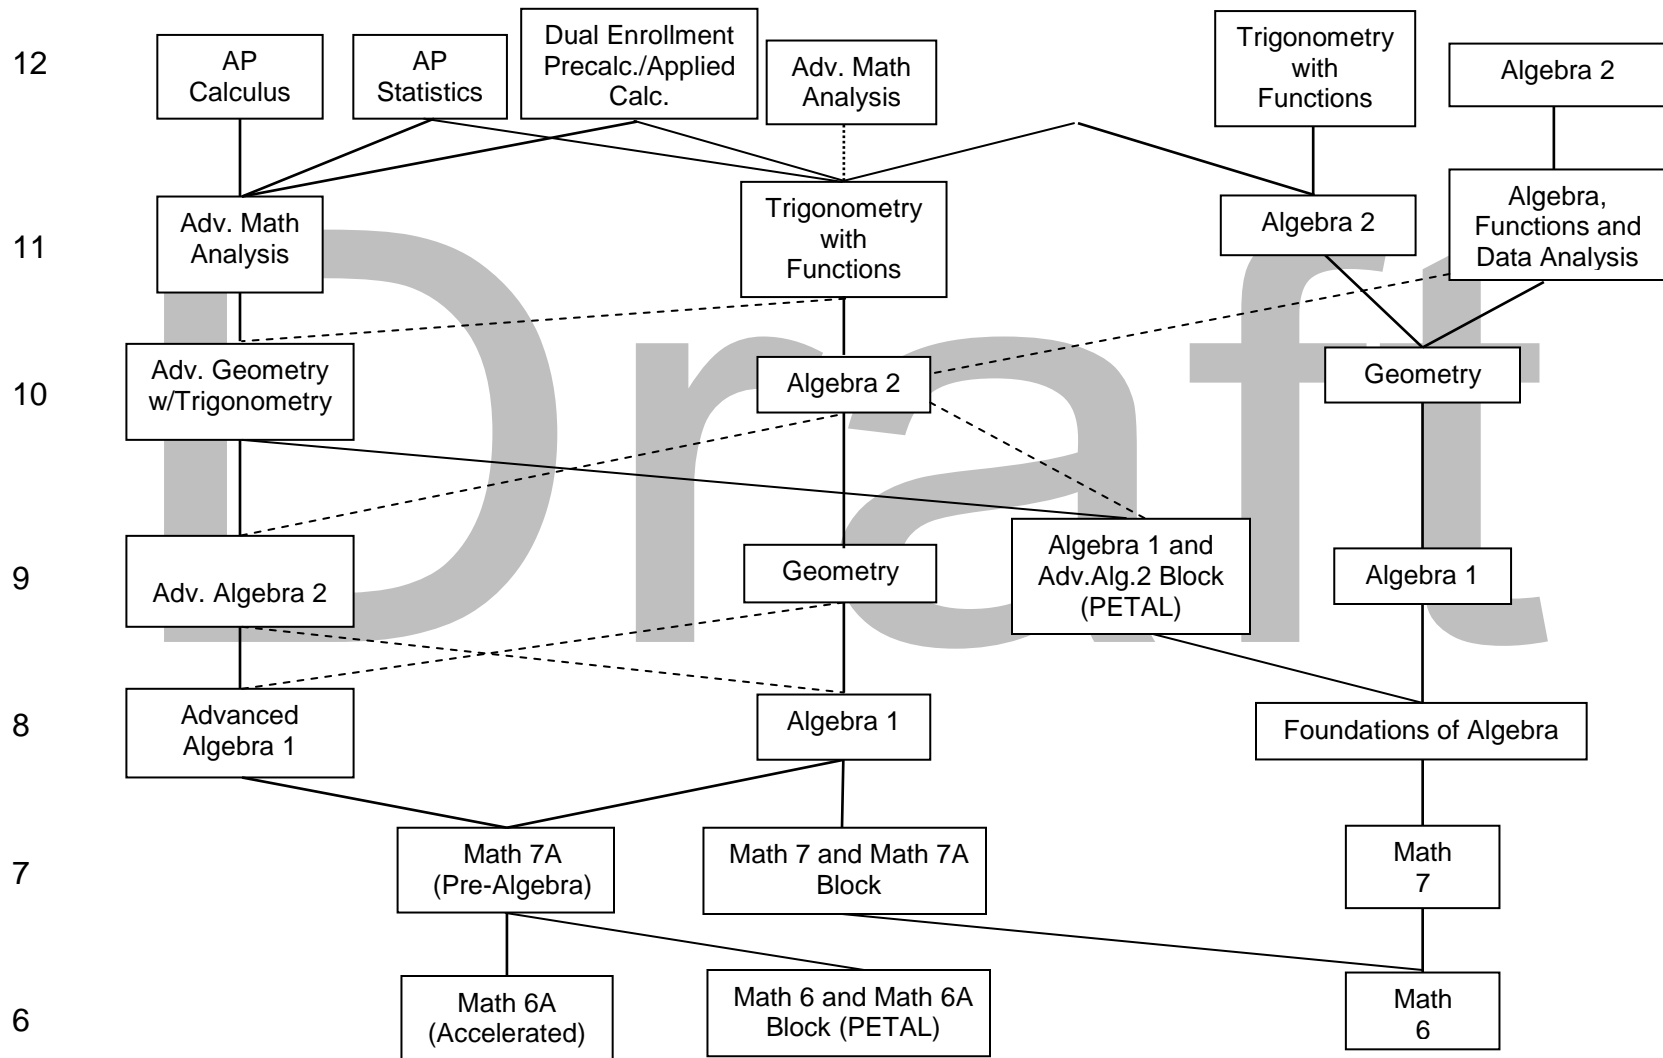 12
AP
Calculus
AP
Statistics
Dual Enrollment
Precalc./Applied
Calc.
Adv. Math
Analysis
Trigonometry
with
Functions
Algebra 2
11
Adv. Math
Analysis
Trigonometry
with
Functions
Algebra 2
Algebra,
Functions and
Data Analysis
10
Adv. Geometry
w/Trigonometry
Algebra 2
Geometry
9
Adv. Algebra 2
Geometry
Algebra 1 and
Adv.Alg.2 Block
(PETAL)
Algebra 1
8
Advanced
Algebra 1
Algebra 1
Foundations of Algebra
7
Math 7A
(Pre-Algebra)
Math 7 and Math 7A
Block
Math
7
6
Math 6A
(Accelerated)
Math 6 and Math 6A
Block (PETAL)
Math
6
Draft